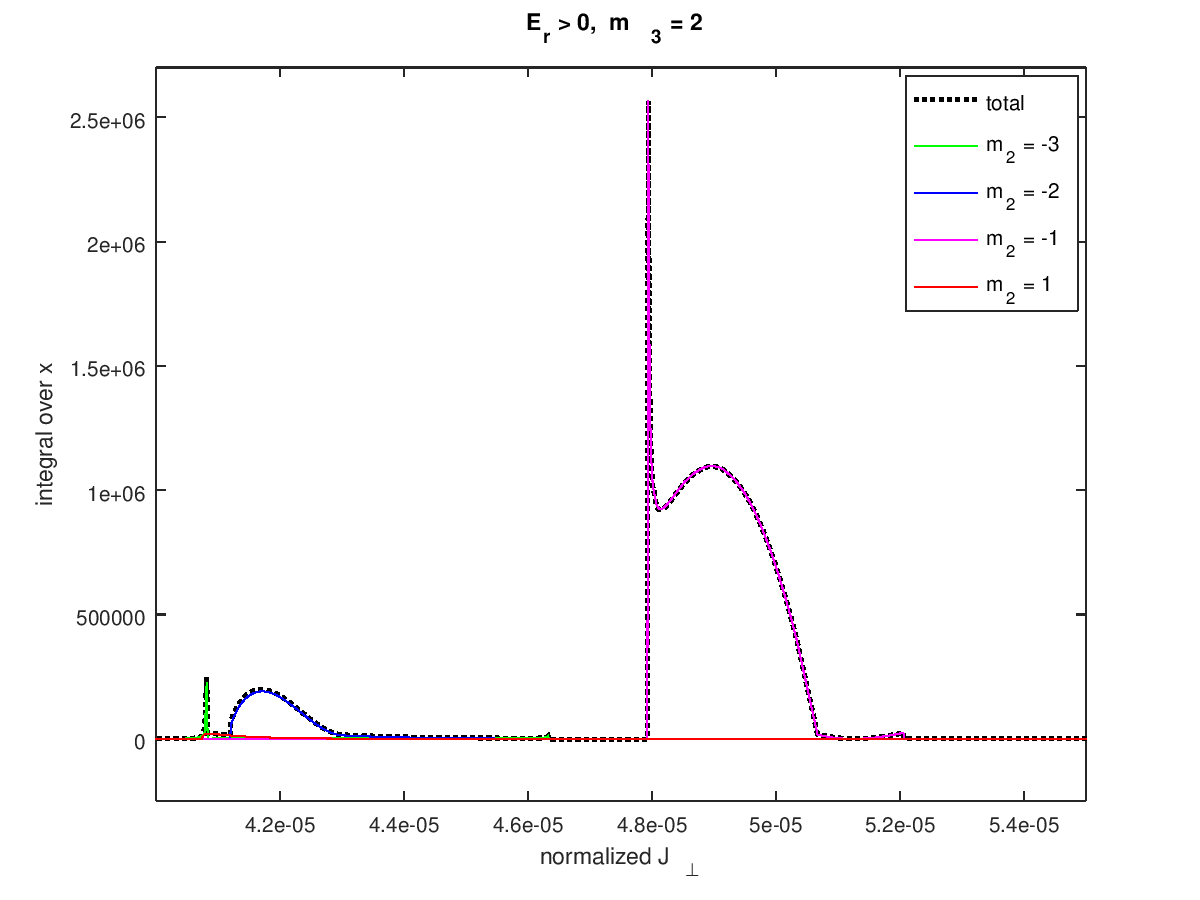 E_r > 0, m_3 = 2
total
m_2 = -3
m_2 = -2
m_2 = -1
m_2 = 1
2.5e+06
2e+06
1.5e+06
1e+06
500000
0
integral over x
4.2e-05 4.4e-05 4.6e-05 4.8e-05 5e-05 5.2e-05 5.4e-05
normalized J_⊥